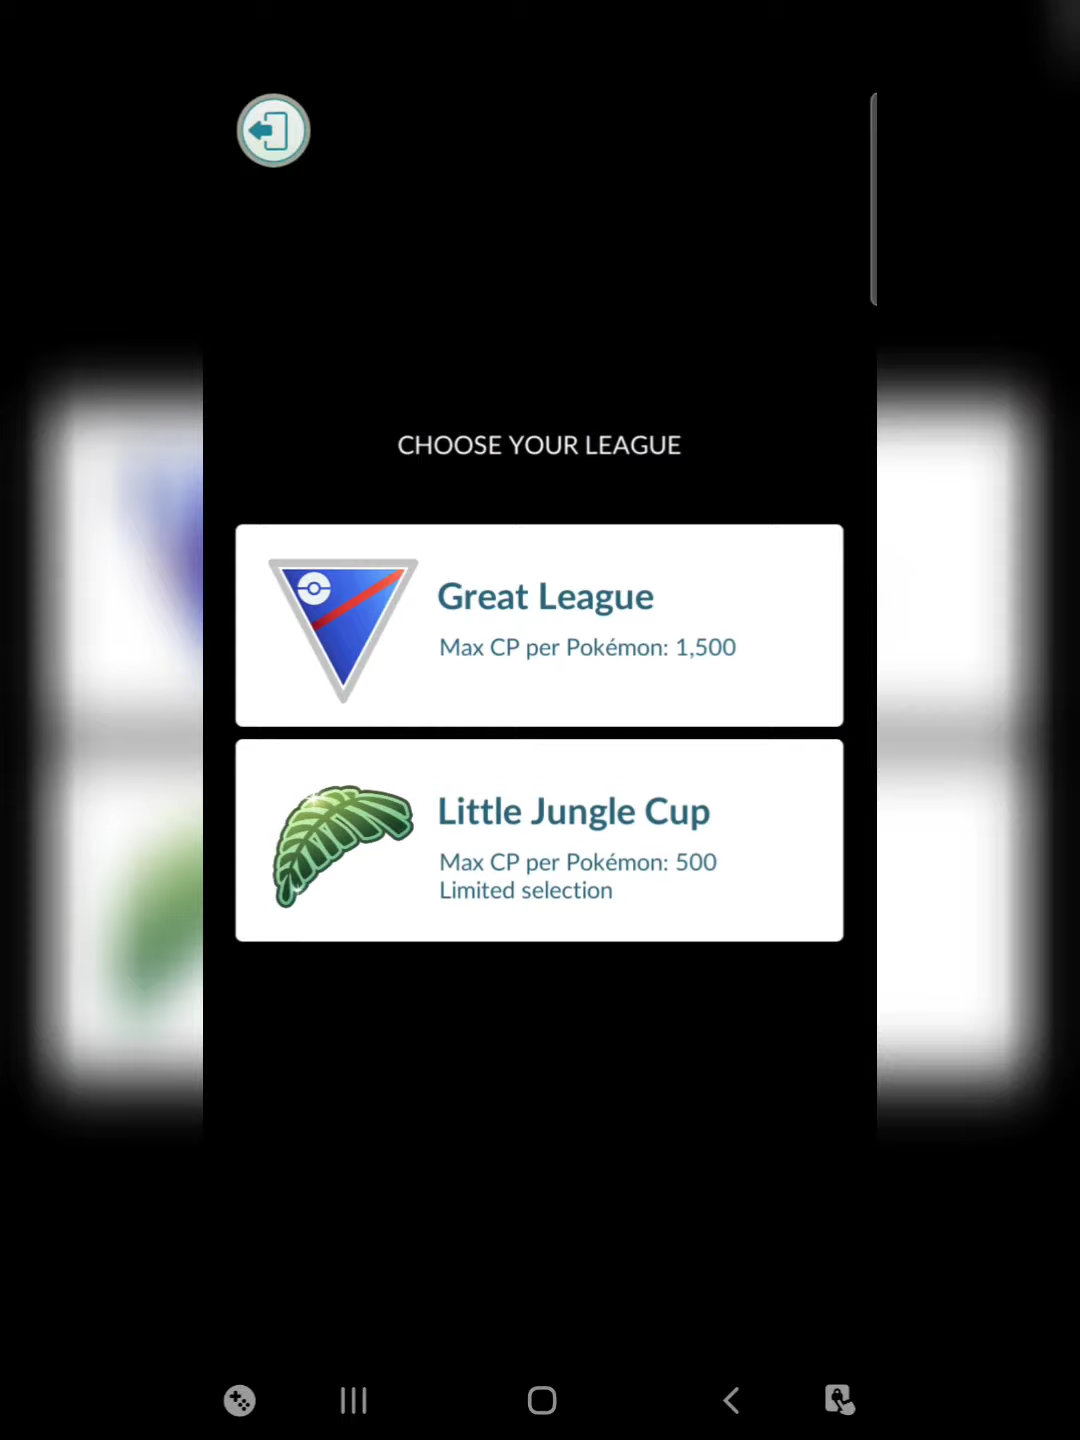 CHOOSE YOUR LEAGUE
Great League
Max CP per Pokémon: 1,500
Little Jungle Cup
Max CP per Pokémon: 500
Limited selection